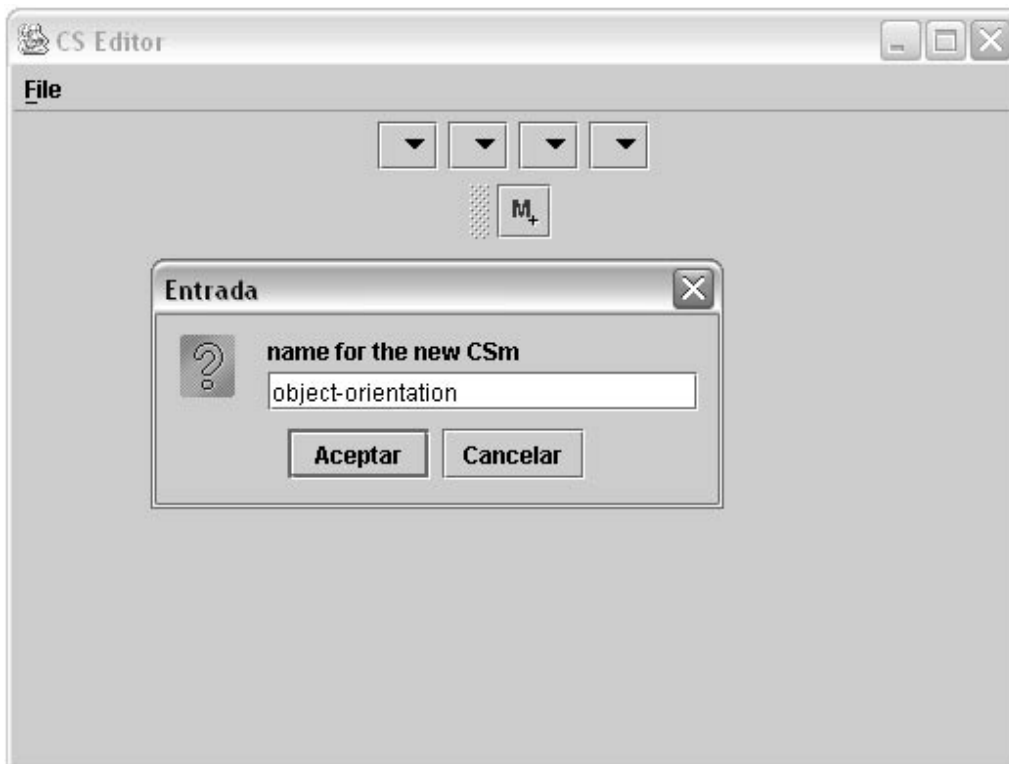 CS Editor
File
M+
Entrada
name for the new CSm
object-orientation
Aceptar Cancelar